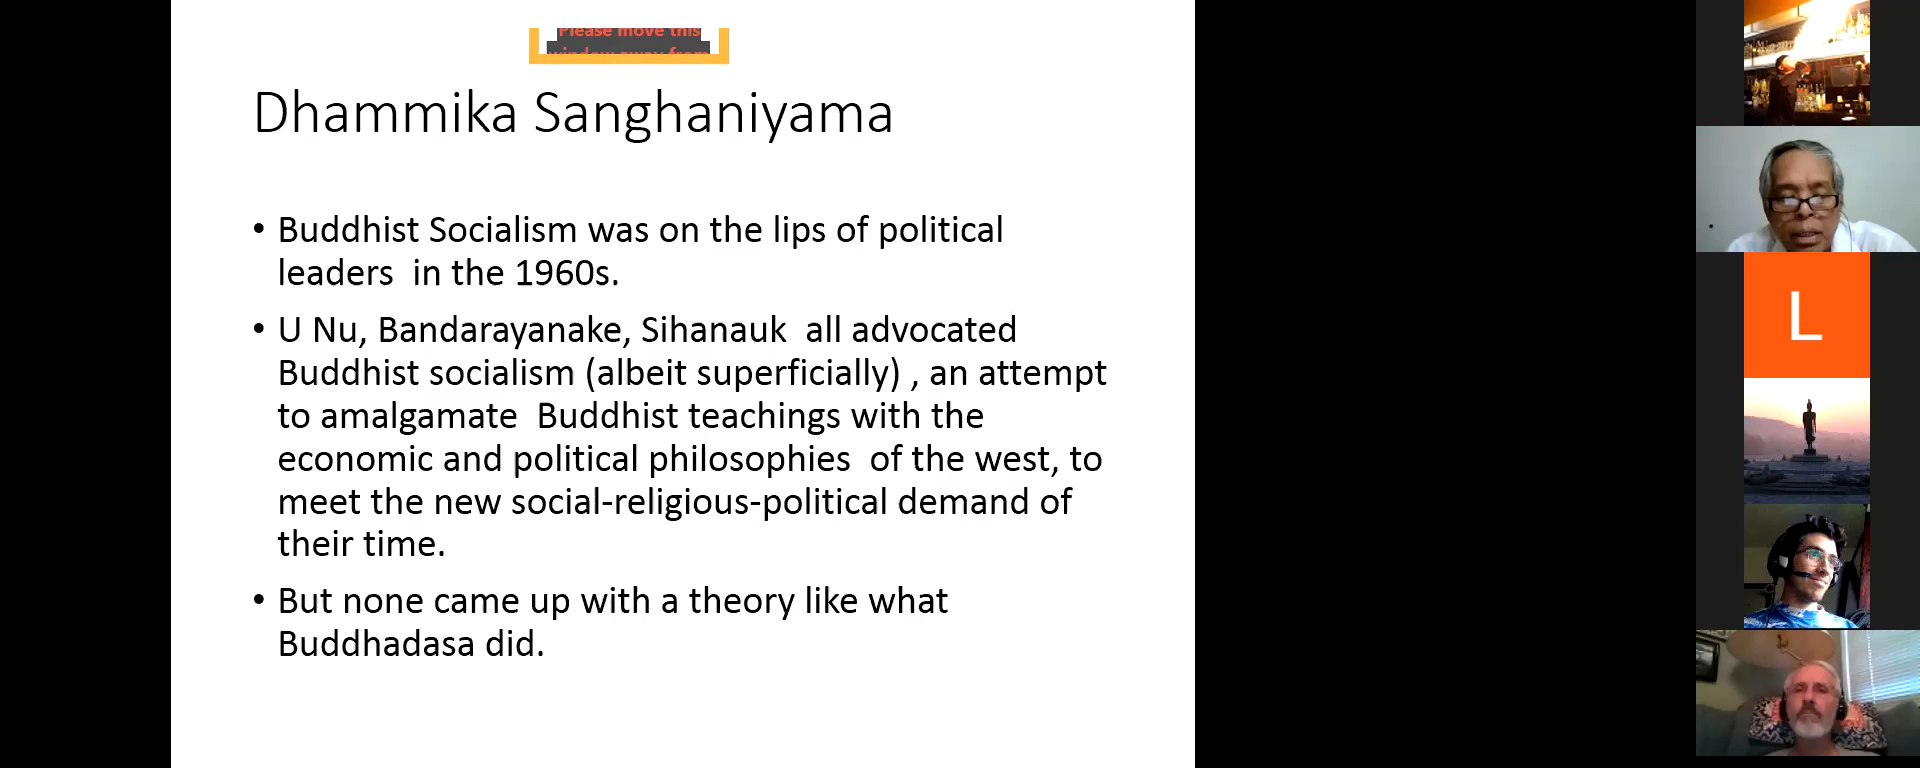 Please move this
window away from
Dhammika Sanghaniyama
• Buddhist Socialism was on the lips of political
leaders in the 1960s.
• U Nu, Bandarayanake, Sihanauk all advocated
Buddhist socialism (albeit superficially) , an attempt
to amalgamate Buddhist teachings with the
economic and political philosophies of the west, to
meet the new social-religious-political demand of
their time.
• But none came up with a theory like what
Buddhadasa did.
L